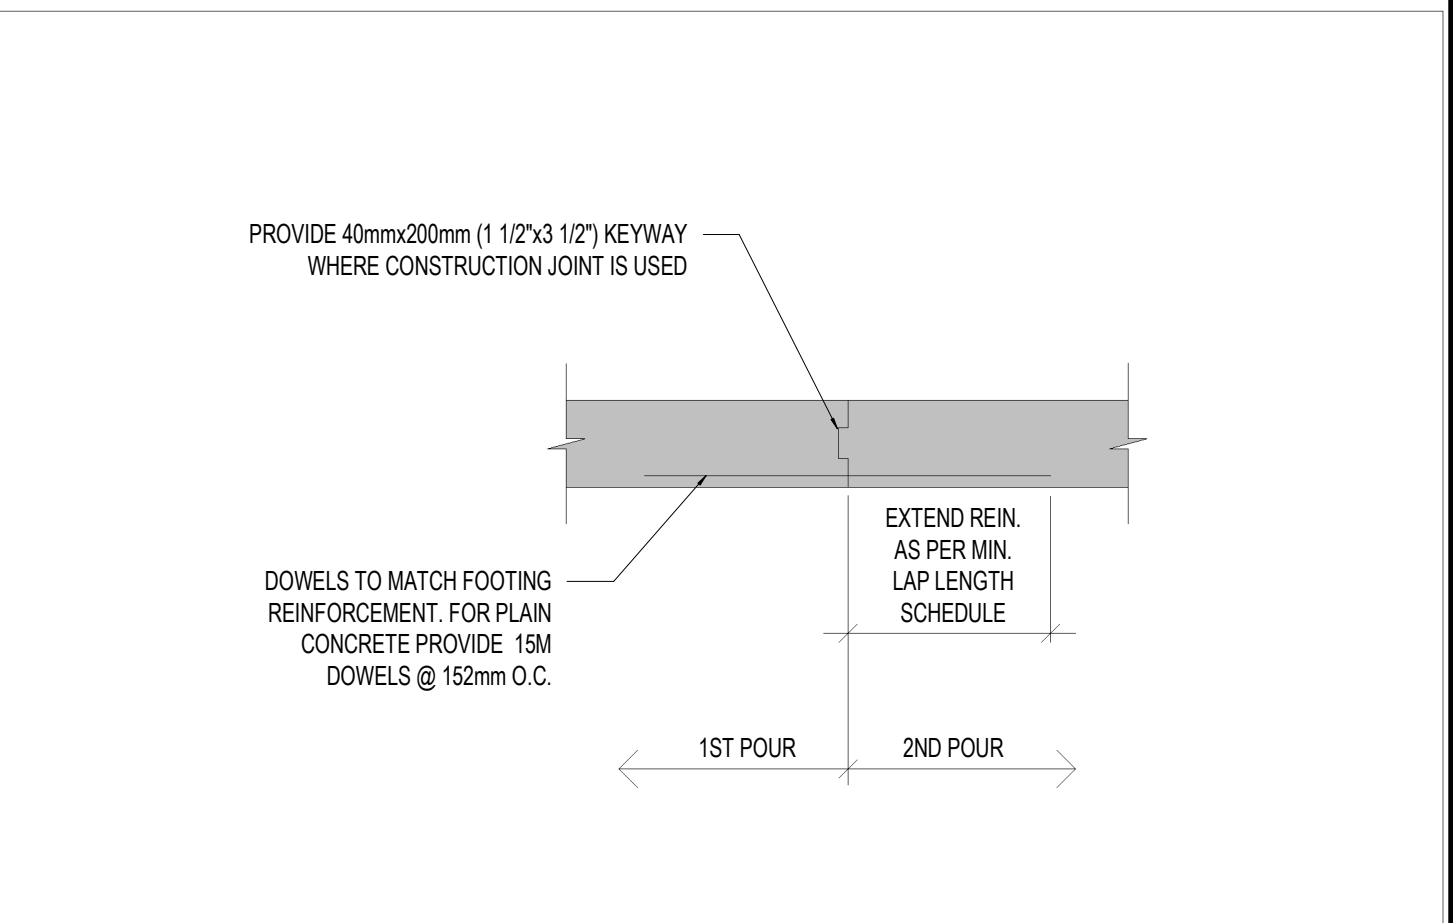 PROVIDE 40mmx200mm (1 1/2"x3 1/2") KEYWAY
WHERE CONSTRUCTION JOINT IS USED
EXTEND REIN.
AS PER MIN.
LAP LENGTH
SCHEDULE
DOWELS TO MATCH FOOTING
REINFORCEMENT. FOR PLAIN
CONCRETE PROVIDE 15M
DOWELS @ 152mm O.C.
1ST POUR
2ND POUR